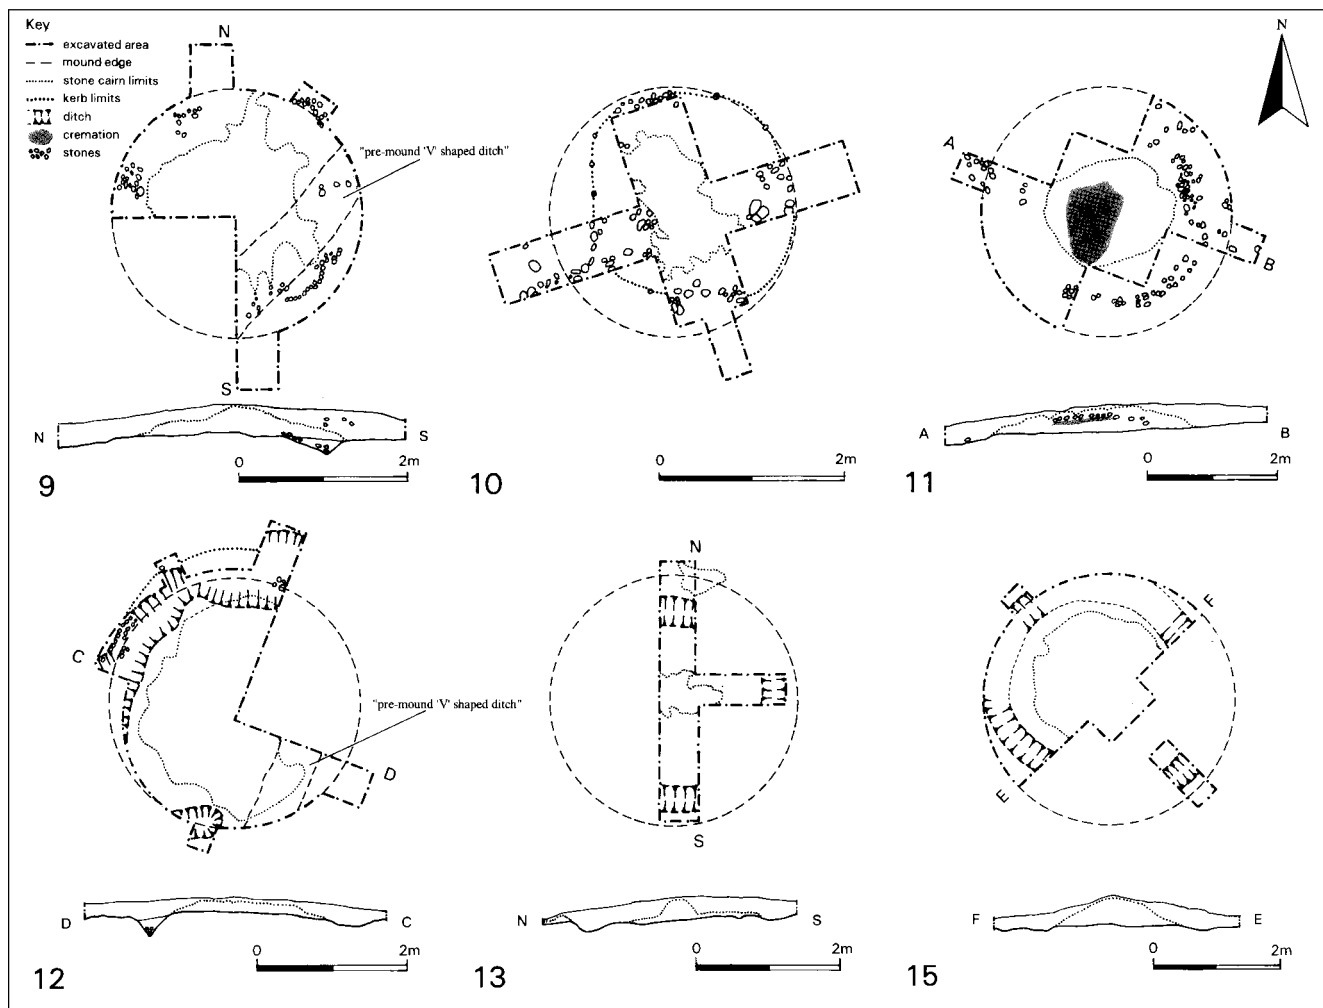 Key
excavated area
mound edge
stone cairn limits
kerb limits
ditch
cremation
stones
N
"pre-mound 'V' shaped ditch"
S
N
S
0 2m
9
0 2m
10
N
A
B
A
B
0 2m
11
C
D
"pre-mound 'V' shaped ditch"
D
C
0 2m
12
N
S
N
S
0 2m
13
F
E
F
E
0 2m
15